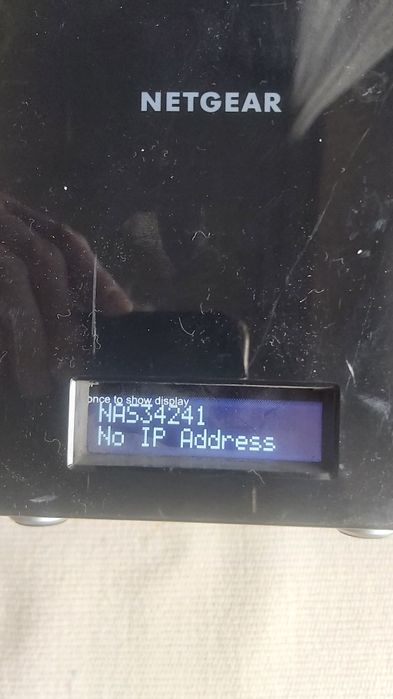 NETGEAR
once to show display.
NAS34241
No IP Address